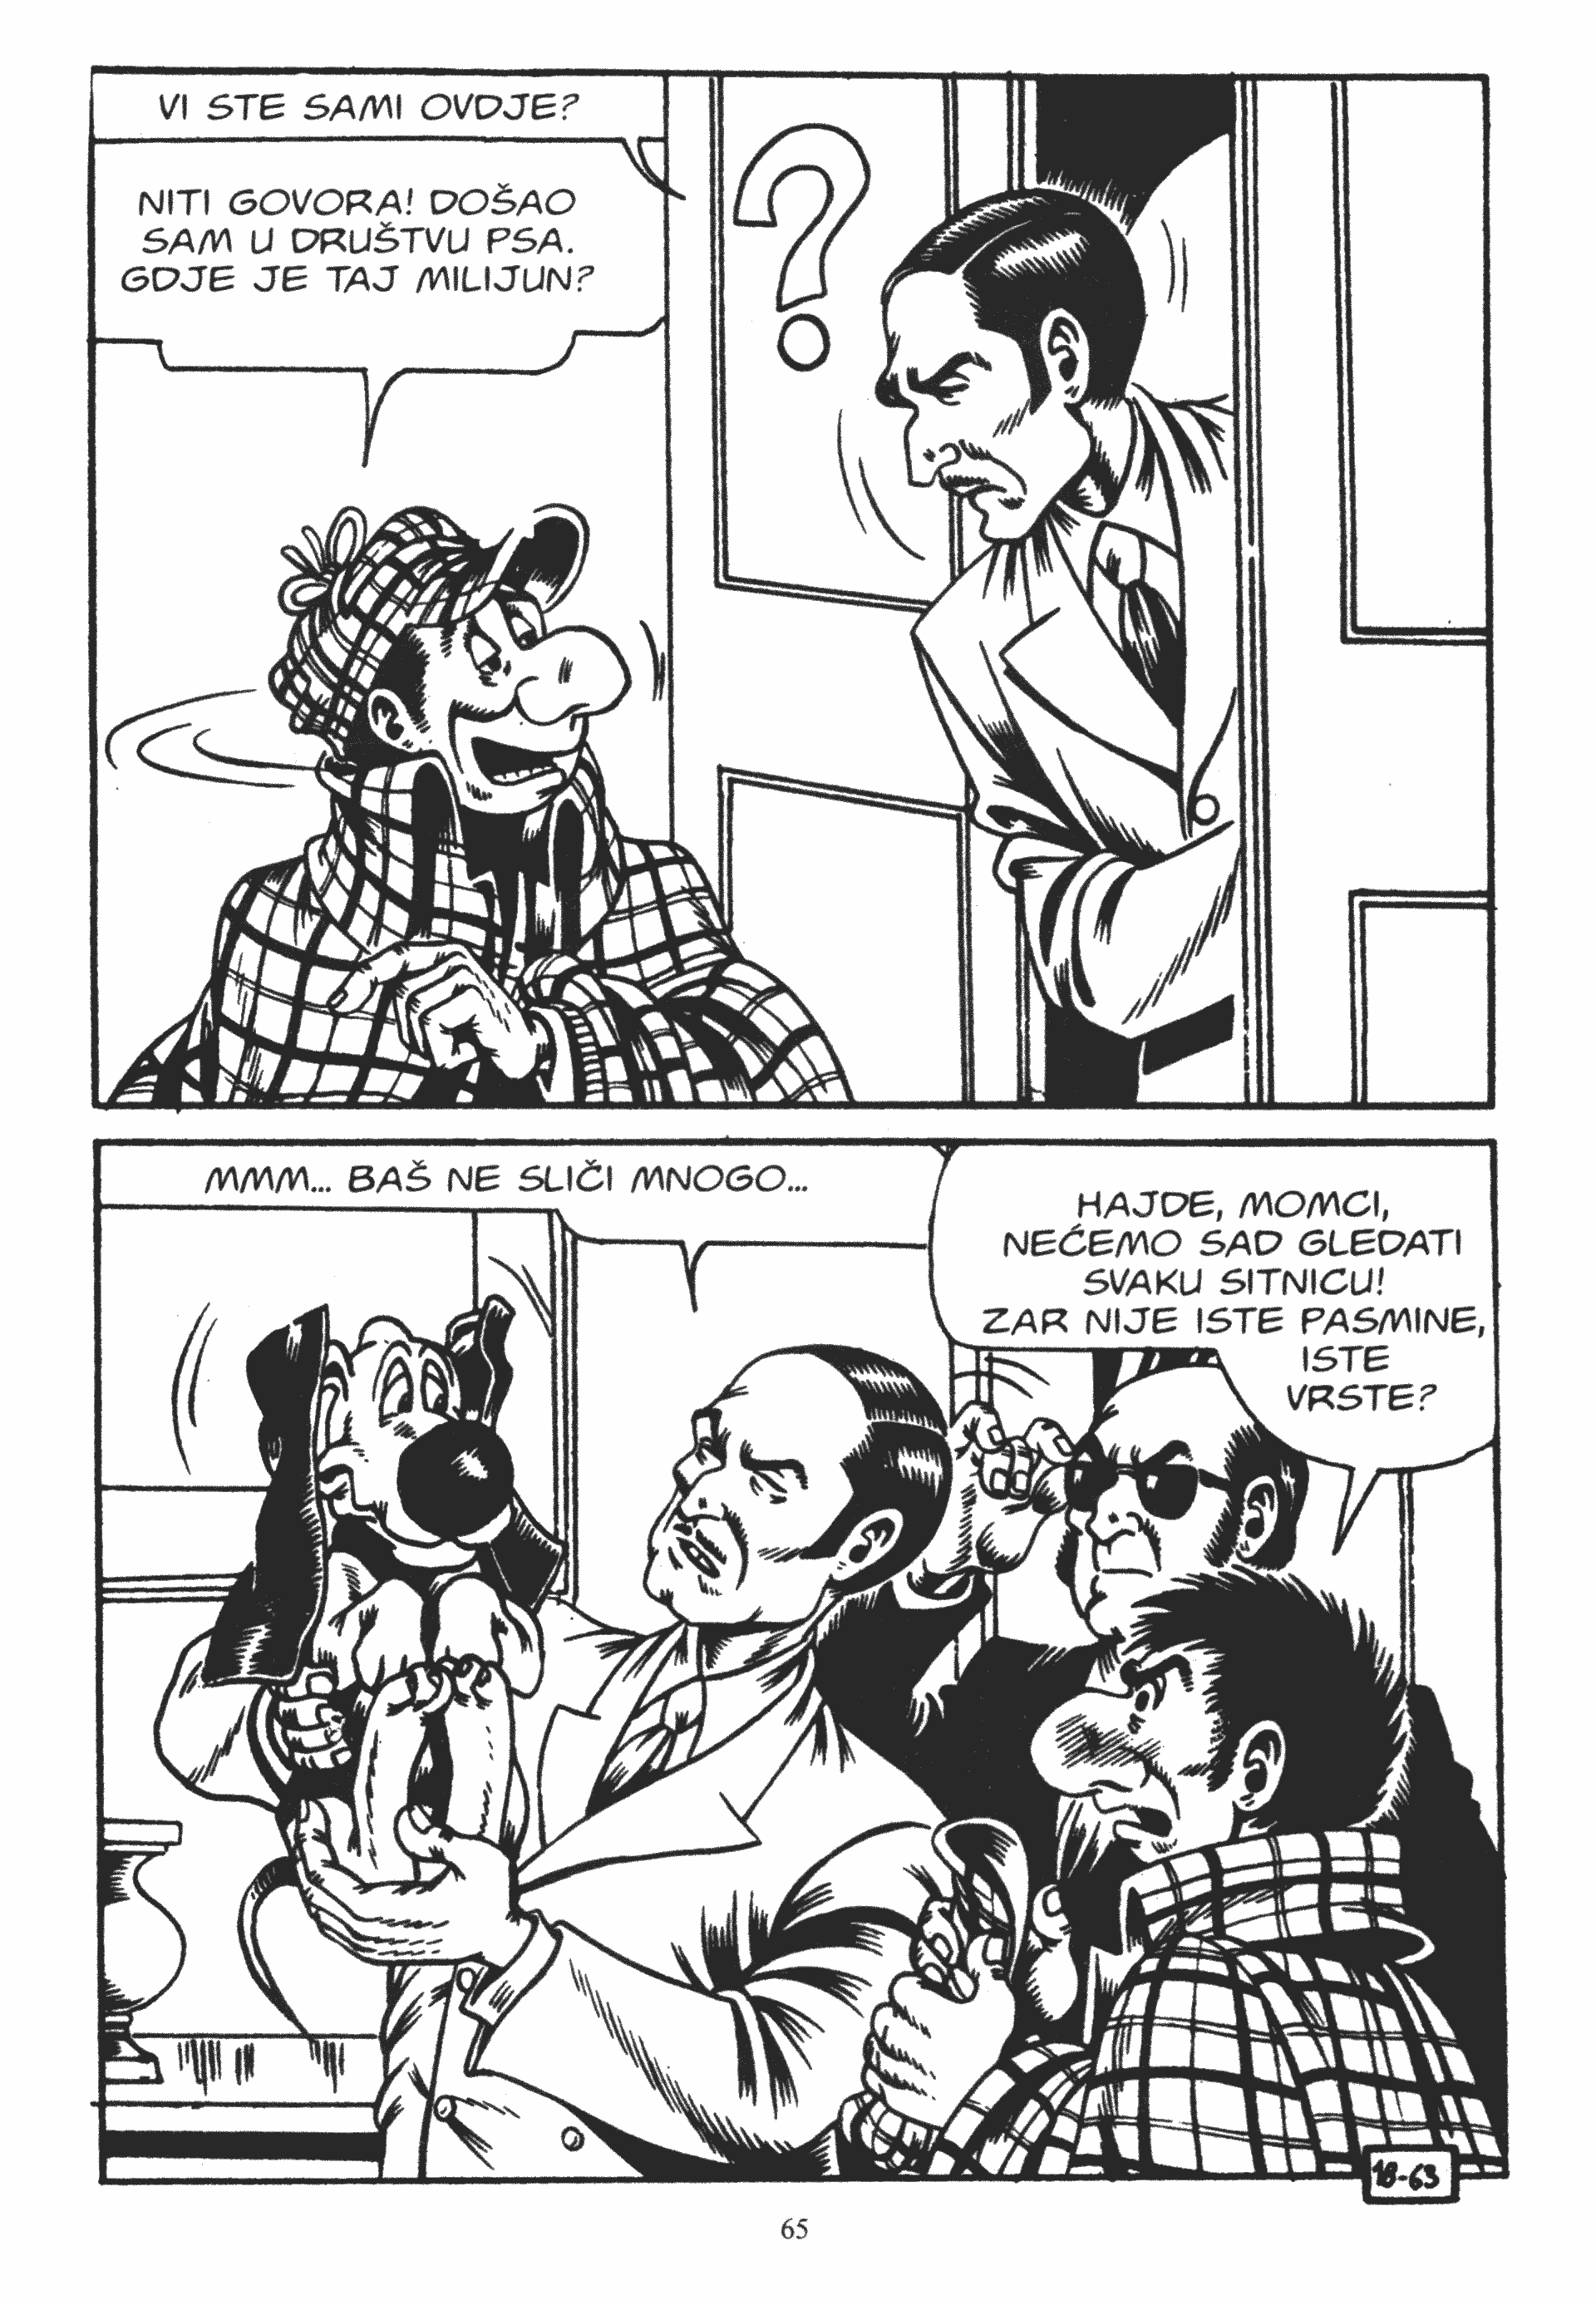 VI STE SAMI OVDJE?
NITI GOVORA! DOŠAO
SAM U DRUŠTVU PSA.
GDJE JE TAJ MILIJUN?
?
MMM... BAŠ NE SLIČI MNOGO...
HAJDE, MOMCI,
NEĆEMO SAD GLEDATI
SVAKU SITNICU!
ZAR NIJE ISTE PASMINE,
ISTE
VRSTE?
18-63
65